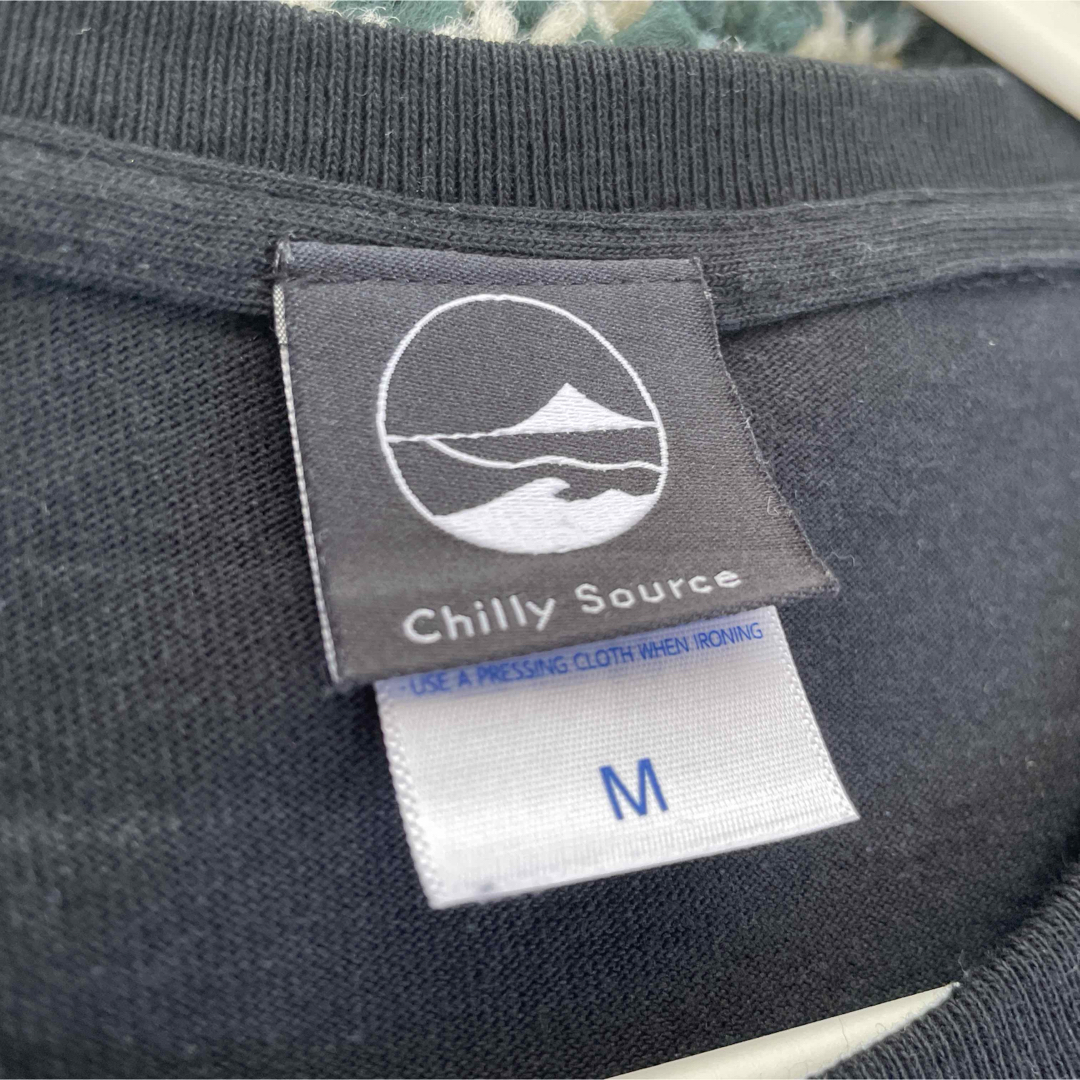 Chilly Source
- USE A PRESSING CLOTH WHEN IRONING
M